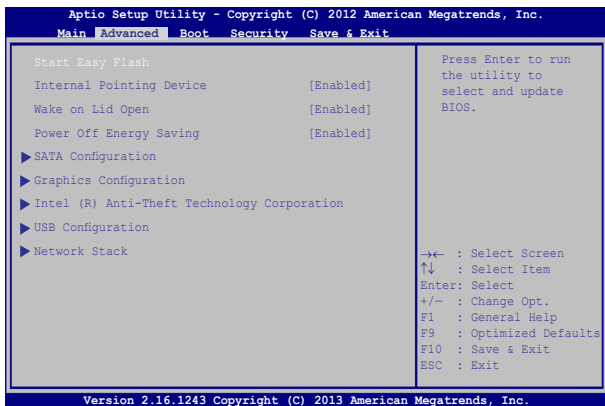 Aptio Setup Utility - Copyright (C) 2012 American Megatrends, Inc.
Main Advanced Boot Security Save & Exit
Start Easy Flash
Internal Pointing Device [Enabled]
Wake on Lid Open [Enabled]
Power Off Energy Saving [Enabled]
SATA Configuration
Graphics Configuration
Intel (R) Anti-Theft Technology Corporation
USB Configuration
Network Stack
Press Enter to run
the utility to
select and update
BIOS.
→← : Select Screen
↑↓ : Select Item
Enter: Select
+/— : Change Opt.
F1 : General Help
F9 : Optimized Defaults
F10 : Save & Exit
ESC : Exit
Version 2.16.1243 Copyright (C) 2013 American Megatrends, Inc.